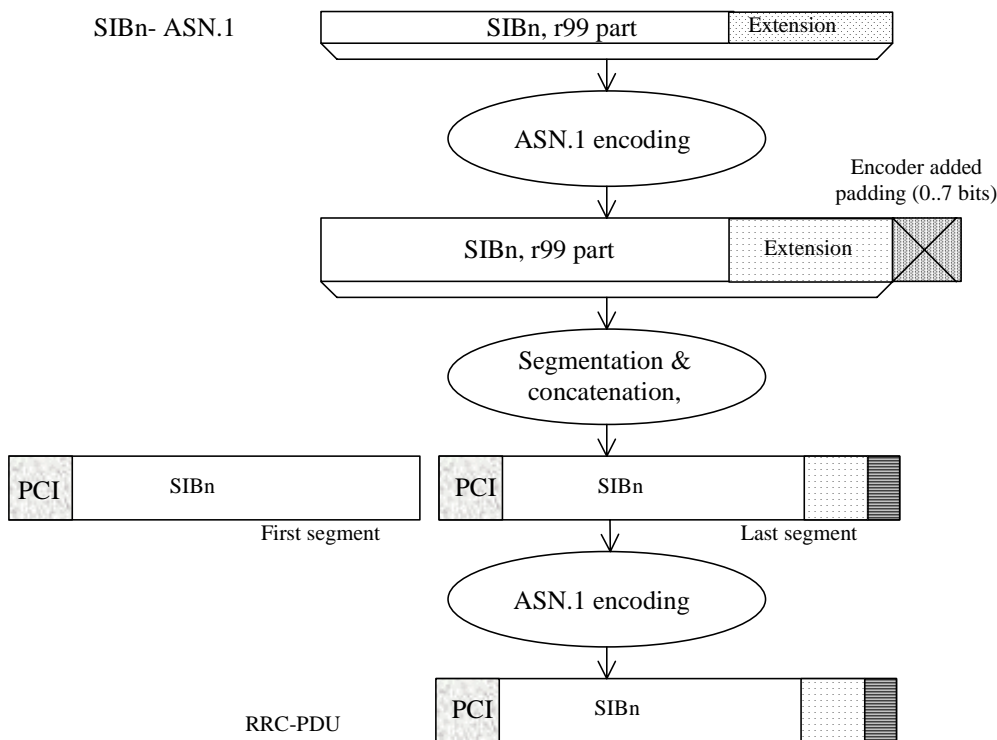 SIBn- ASN.1
SIBn, r99 part
Extension
ASN.1 encoding
Encoder added
padding (0..7 bits)
SIBn, r99 part
Extension
Segmentation &
concatenation,
PCI
SIBn
PCI
SIBn
First segment
Last segment
ASN.1 encoding
PCI
SIBn
RRC-PDU